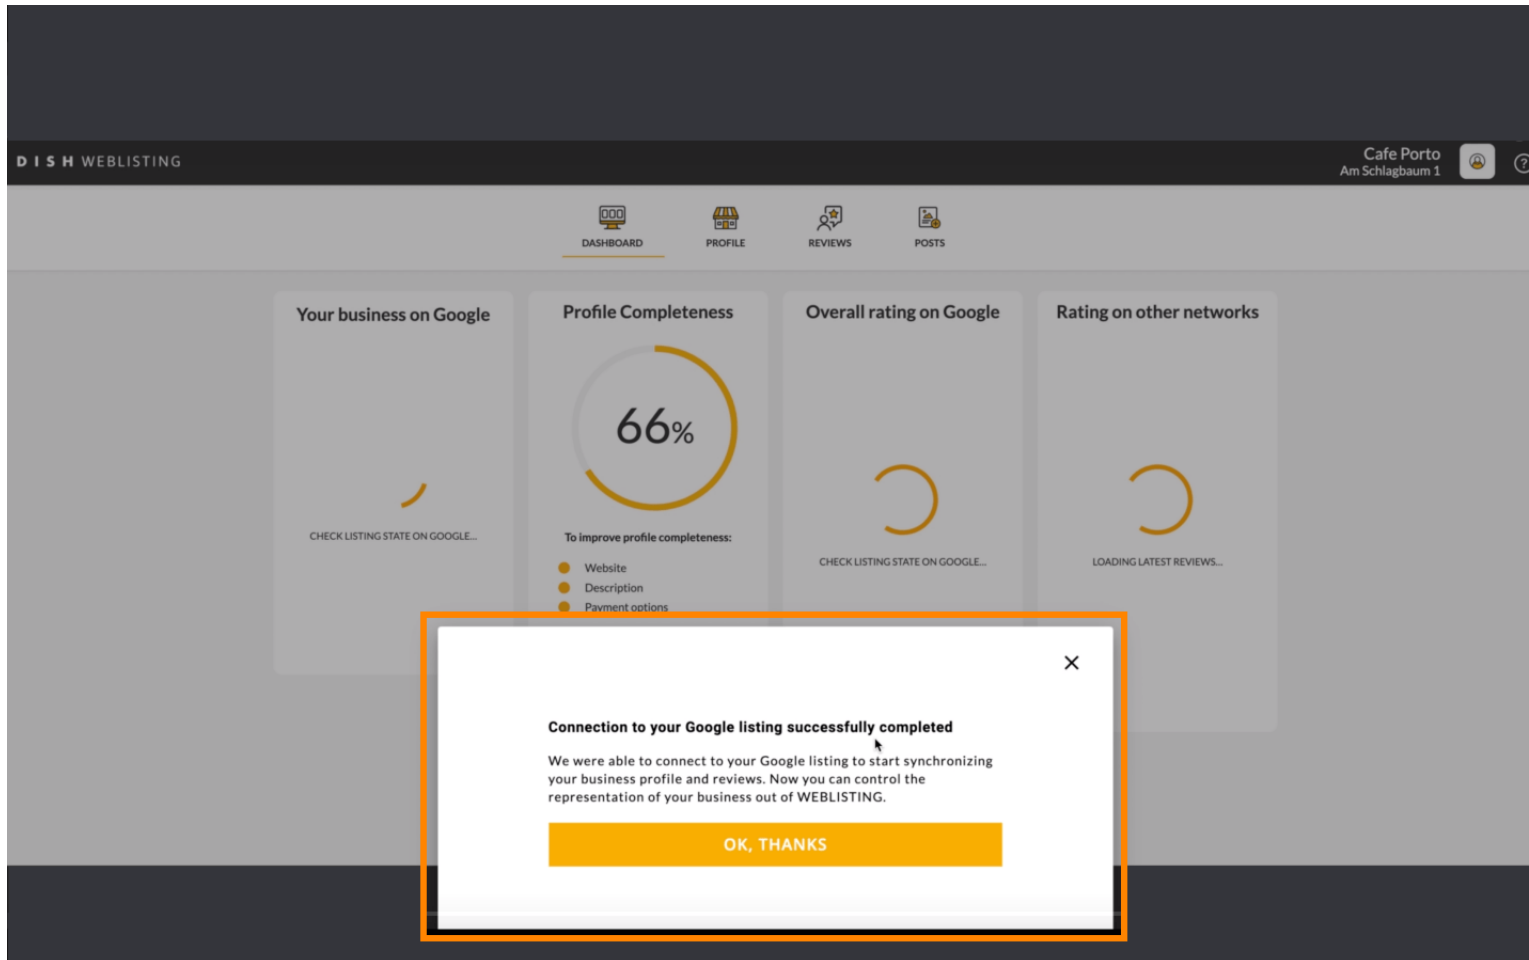 DISH WEBLISTING
Cafe Porto
Am Schlagbaum 1
DASHBOARD
PROFILE
REVIEWS
POSTS
Your business on Google
CHECK LISTING STATE ON GOOGLE...
Profile Completeness
66%
To improve profile completeness:
Website
Description
Payment options
Overall rating on Google
CHECK LISTING STATE ON GOOGLE...
Rating on other networks
LOADING LATEST REVIEWS...
Connection to your Google listing successfully completed
We were able to connect to your Google listing to start synchronizing
your business profile and reviews. Now you can control the
representation of your business out of WEBLISTING.
OK, THANKS